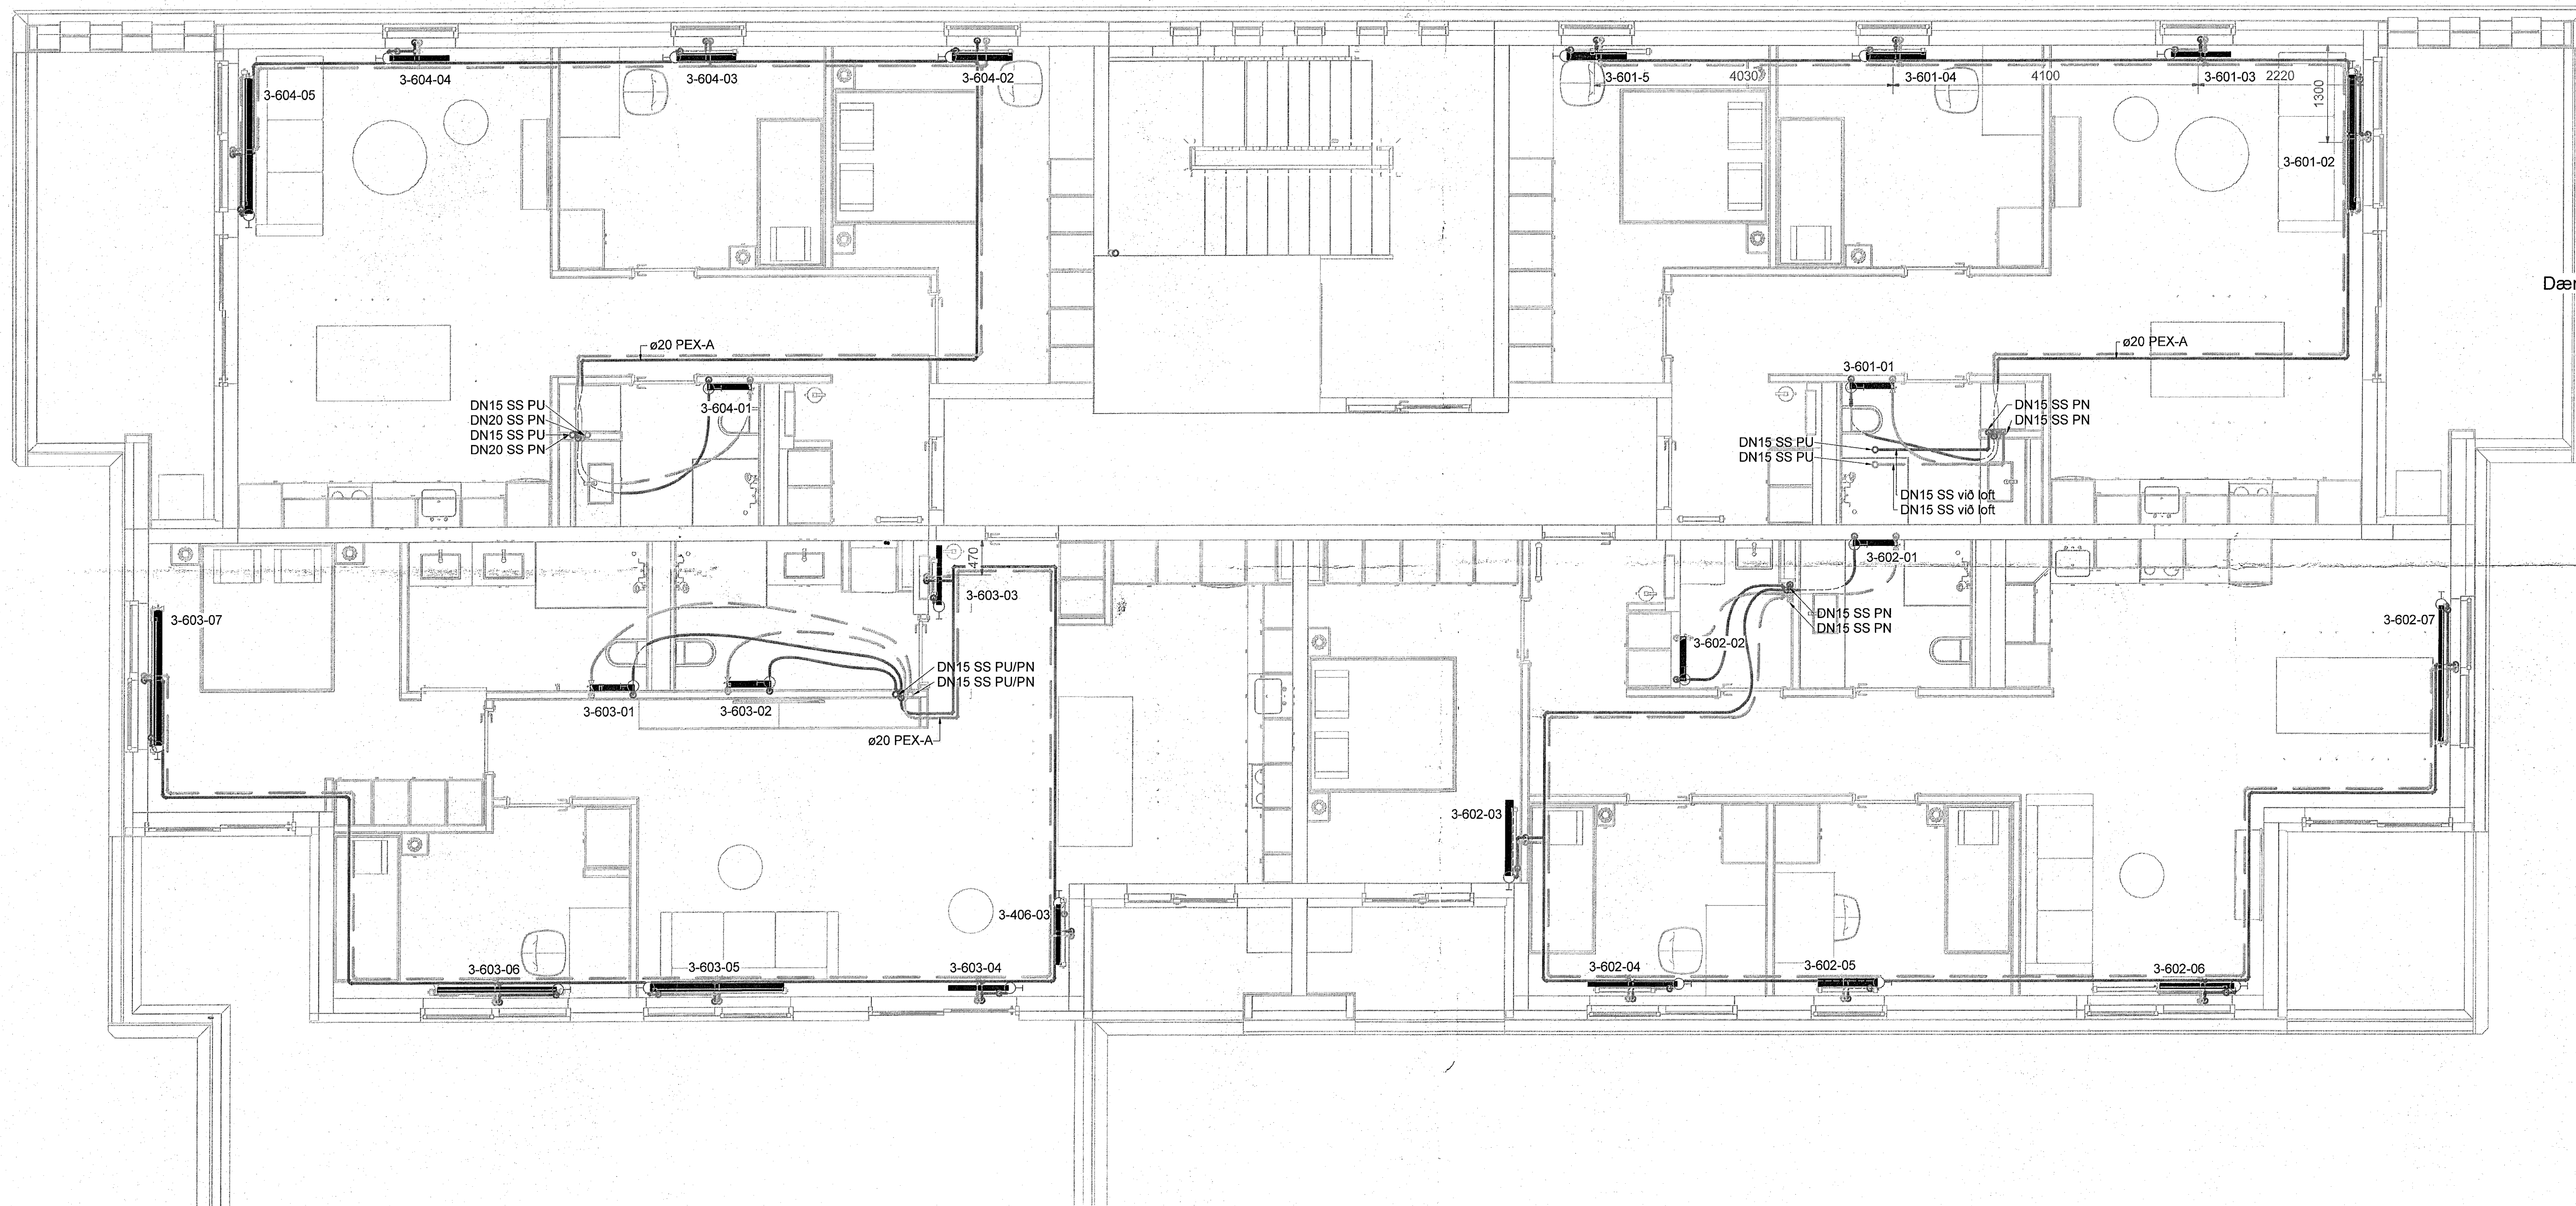 3-604-04
3-604-03
3-604-02
3-604-05
3-601-5
4030
3-601-04
4100
3-601-03
2220
1300
3-601-02
ø20 PEX-A
ø20 PEX-A
3-604-01
DN15 SS PU
DN20 SS PN
DN15 SS PU
DN20 SS PN
3-601-01
DN15 SS PN
DN15 SS PN
DN15 SS PU
DN15 SS PU
DN15 SS við loft
DN15 SS við loft
470
3-603-03
3-603-07
DN15 SS PU/PN
DN15 SS PU/PN
3-603-01
3-603-02
ø20 PEX-A
3-602-01
DN15 SS PN
DN15 SS PN
3-602-02
3-602-07
3-602-03
3-406-03
3-603-06
3-603-05
3-603-04
3-602-04
3-602-05
3-602-06